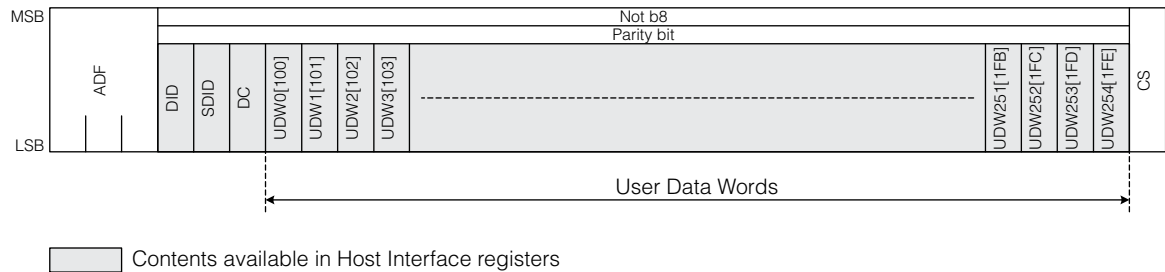 MSB
Not b8
Parity bit
ADF
DID
SDID
DC
UDW0[100]
UDW1[101]
UDW2[102]
UDW3[103]
UDW251[1FB]
UDW252[1FC]
UDW253[1FD]
UDW254[1FE]
CS
LSB
User Data Words
Contents available in Host Interface registers